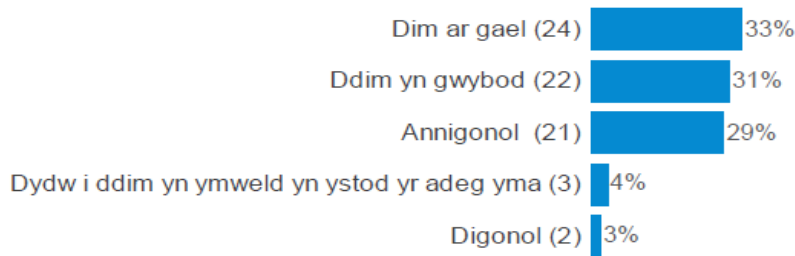 Dim ar gael (24) 33%
Ddim yn gwybod (22) 31%
Annigonol (21) 29%
Dydw i ddim yn ymweld yn ystod yr adeg yma (3) 4%
Digonol (2) 3%